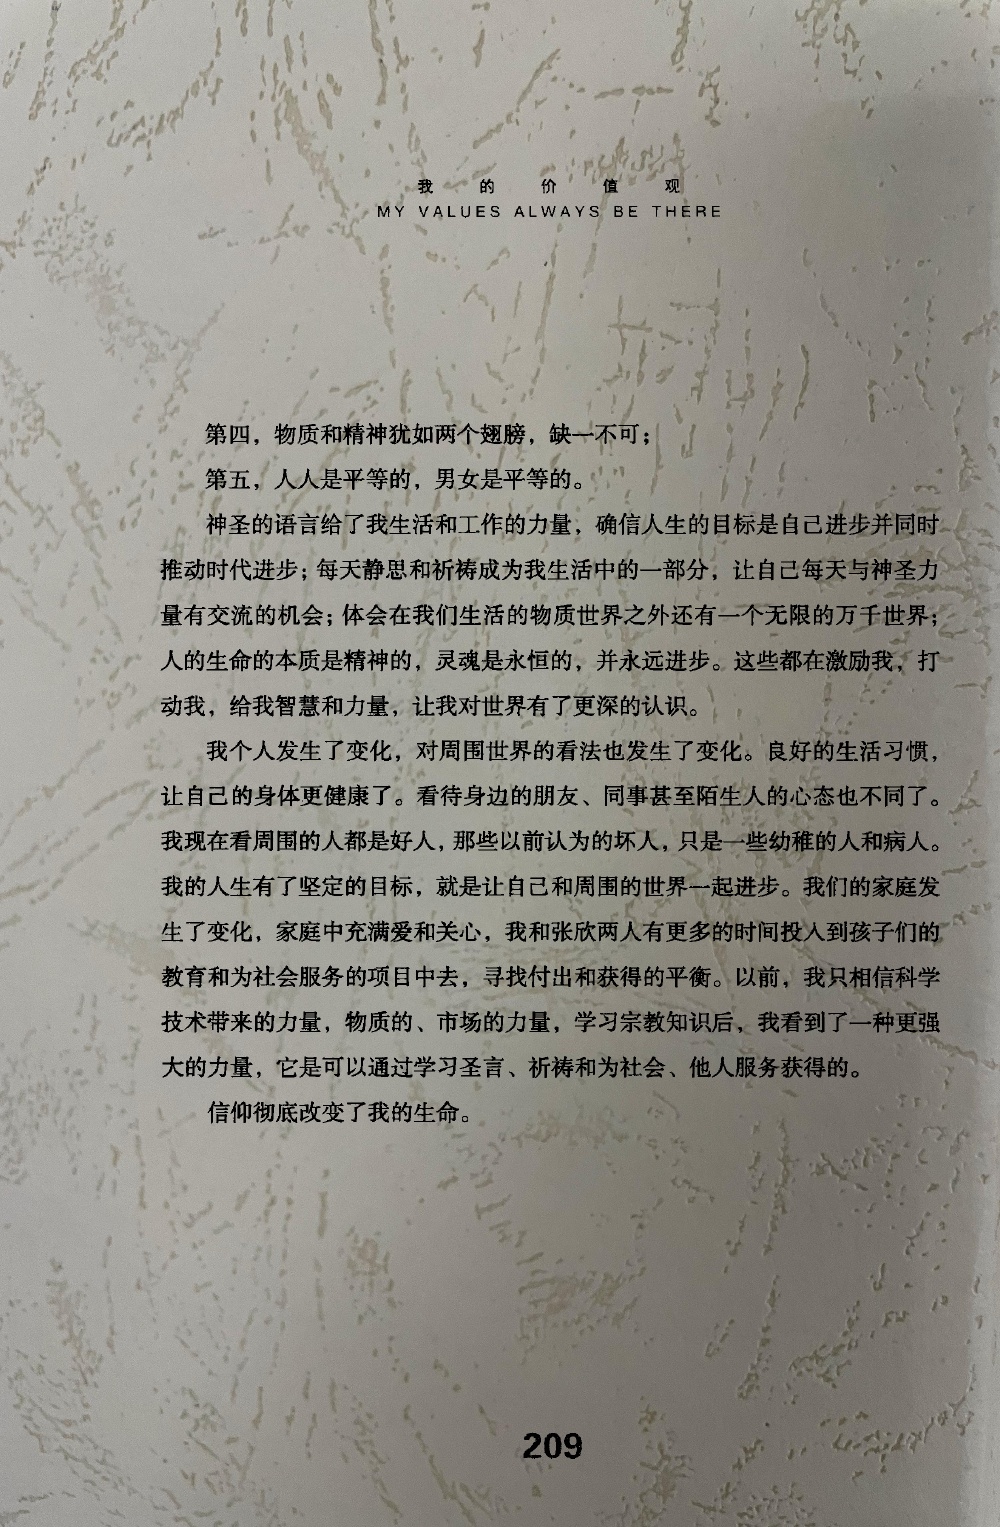 我的价值观
MY VALUES ALWAYS BE THERE
第四，物质和精神犹如两个翅膀，缺一不可；
第五，人人是平等的，男女是平等的。
神圣的语言给了我生活和工作的力量，确信人生的目标是自己进步并同时
推动时代进步；每天静思和祈祷成为我生活中的一部分，让自己每天与神圣力
量有交流的机会；体会在我们生活的物质世界之外还有一个无限的万千世界；
人的生命的本质是精神的，灵魂是永恒的，并永远进步。这些都在激励我，打
动我，给我智慧和力量，让我对世界有了更深的认识。
我个人发生了变化，对周围世界的看法也发生了变化。良好的生活习惯，
让自己的身体更健康了。看待身边的朋友、同事甚至陌生人的心态也不同了。
我现在看周围的人都是好人，那些以前认为的坏人，只是一些幼稚的人和病人。
我的人生有了坚定的目标，就是让自己和周围的世界一起进步。我们的家庭发
生了变化，家庭中充满爱和关心，我和张欣两人有更多的时间投入到孩子们的
教育和为社会服务的项目中去，寻找付出和获得的平衡。以前，我只相信科学
技术带来的力量，物质的、市场的力量，学习宗教知识后，我看到了一种更强
大的力量，它是可以通过学习圣言、祈祷和为社会、他人服务获得的。
信仰彻底改变了我的生命。
209